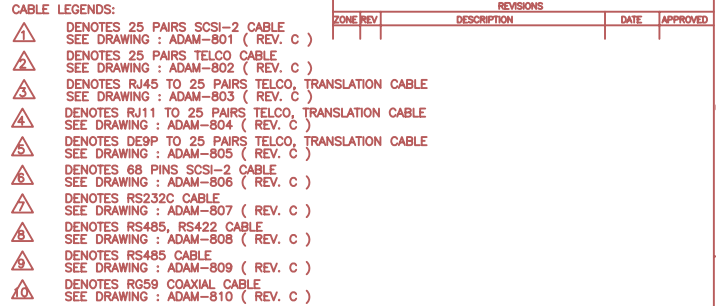 CABLE LEGENDS:
1 DENOTES 25 PAIRS SCSI-2 CABLE
SEE DRAWING : ADAM-801 ( REV. C )
2 DENOTES 25 PAIRS TELCO CABLE
SEE DRAWING : ADAM-802 ( REV. C )
3 DENOTES RJ45 TO 25 PAIRS TELCO, TRANSLATION CABLE
SEE DRAWING : ADAM-803 ( REV. C )
4 DENOTES RJ11 TO 25 PAIRS TELCO, TRANSLATION CABLE
SEE DRAWING : ADAM-804 ( REV. C )
5 DENOTES DE9P TO 25 PAIRS TELCO, TRANSLATION CABLE
SEE DRAWING : ADAM-805 ( REV. C )
6 DENOTES 68 PINS SCSI-2 CABLE
SEE DRAWING : ADAM-806 ( REV. C )
7 DENOTES RS232C CABLE
SEE DRAWING : ADAM-807 ( REV. C )
8 DENOTES RS485, RS422 CABLE
SEE DRAWING : ADAM-808 ( REV. C )
9 DENOTES RS485 CABLE
SEE DRAWING : ADAM-809 ( REV. C )
10 DENOTES RG59 COAXIAL CABLE
SEE DRAWING : ADAM-810 ( REV. C )
REVISIONS
ZONE REV DESCRIPTION DATE APPROVED